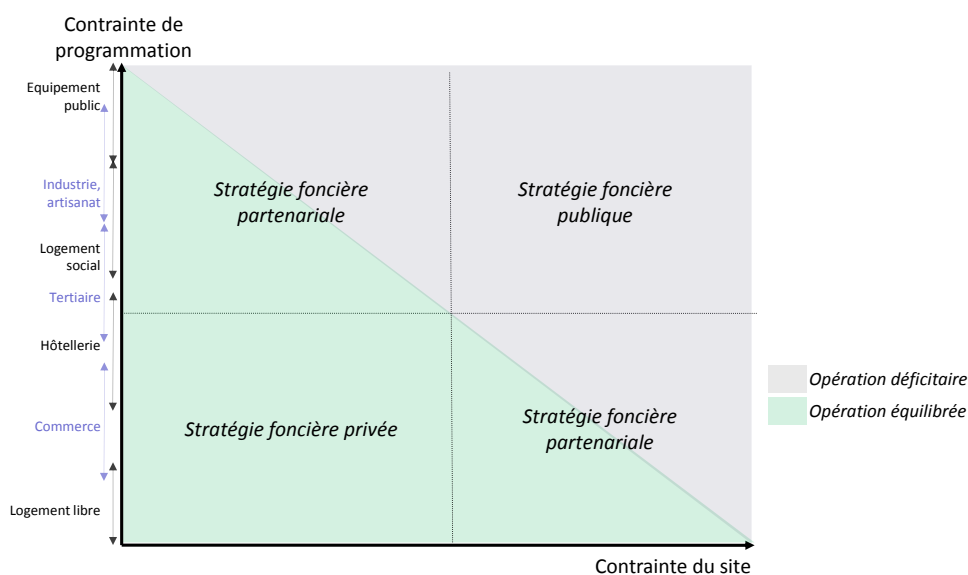 Contrainte de
programmation
Equipement
public
Industrie,
artisanat
Logement
social
Tertiaire
Hôtellerie
Commerce
Logement libre
Stratégie foncière
partenariale
Stratégie foncière
publique
Stratégie foncière privée
Stratégie foncière
partenariale
Opération déficitaire
Opération équilibrée
Contrainte du site